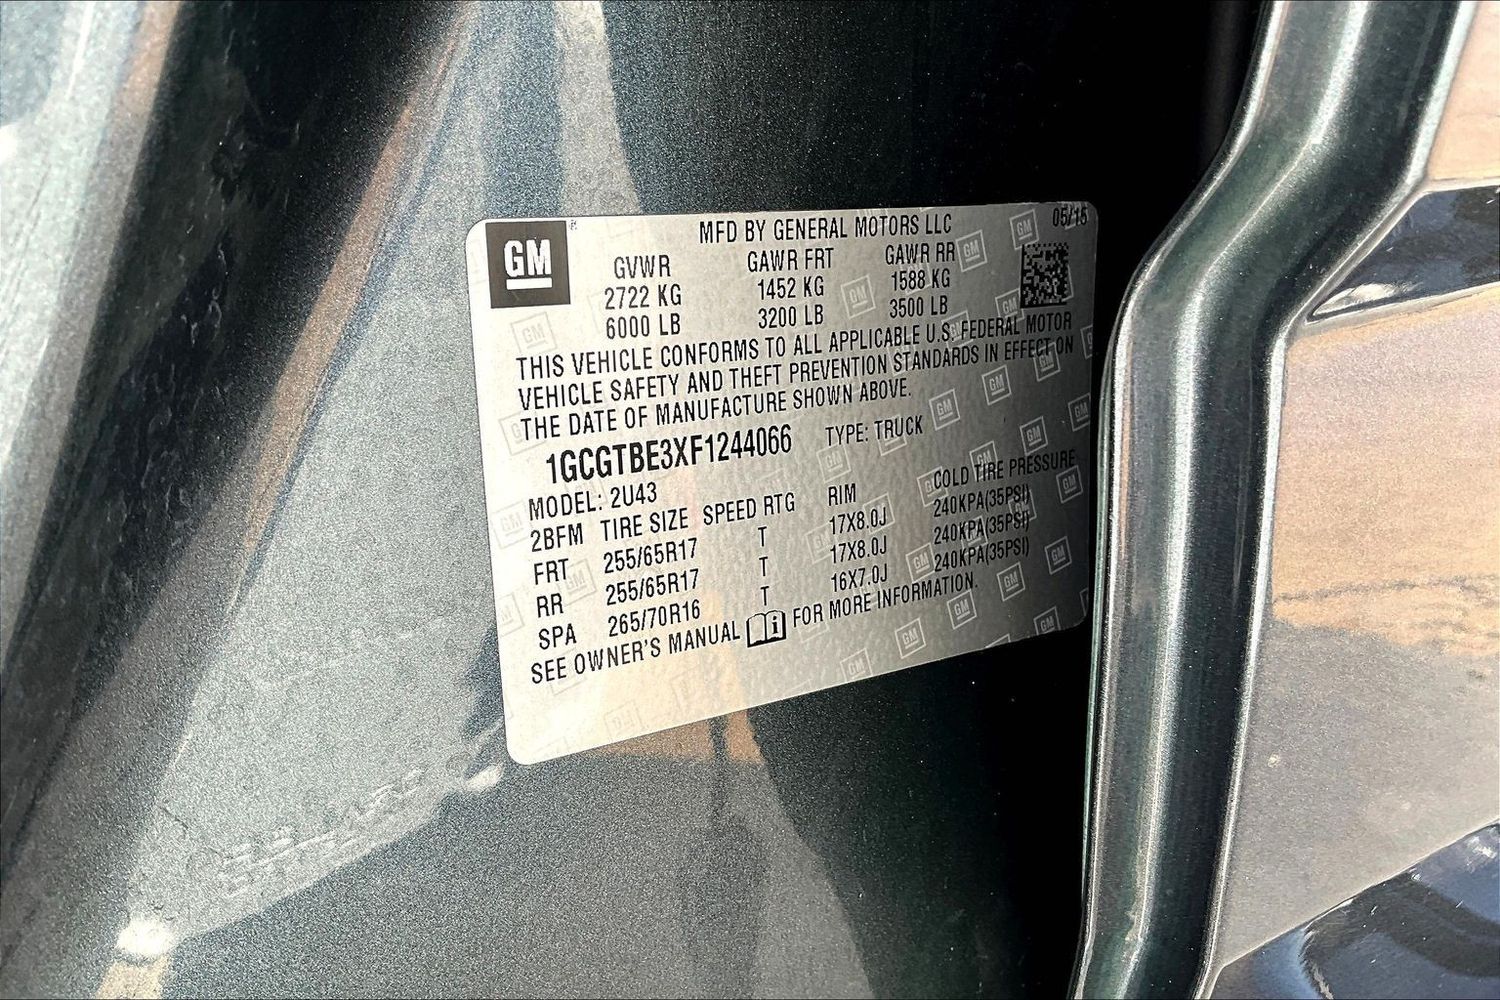 GM
MFD BY GENERAL MOTORS LLC 05/15
GVWR GAWR FRT GAWR RR
2722 KG 1452 KG 1588 KG
6000 LB 3200 LB 3500 LB
THIS VEHICLE CONFORMS TO ALL APPLICABLE U.S. FEDERAL MOTOR
VEHICLE SAFETY AND THEFT PREVENTION STANDARDS IN EFFECT ON
THE DATE OF MANUFACTURE SHOWN ABOVE.
1GCGTBE3XF1244066 TYPE: TRUCK
MODEL: 2U43
2BFM TIRE SIZE SPEED RTG RIM COLD TIRE PRESSURE
FRT 255/65R17 T 17X8.0J 240KPA(35PSI)
RR 255/65R17 T 17X8.0J 240KPA(35PSI)
SPA 265/70R16 T 16X7.0J 240KPA(35PSI)
SEE OWNER'S MANUAL FOR MORE INFORMATION.